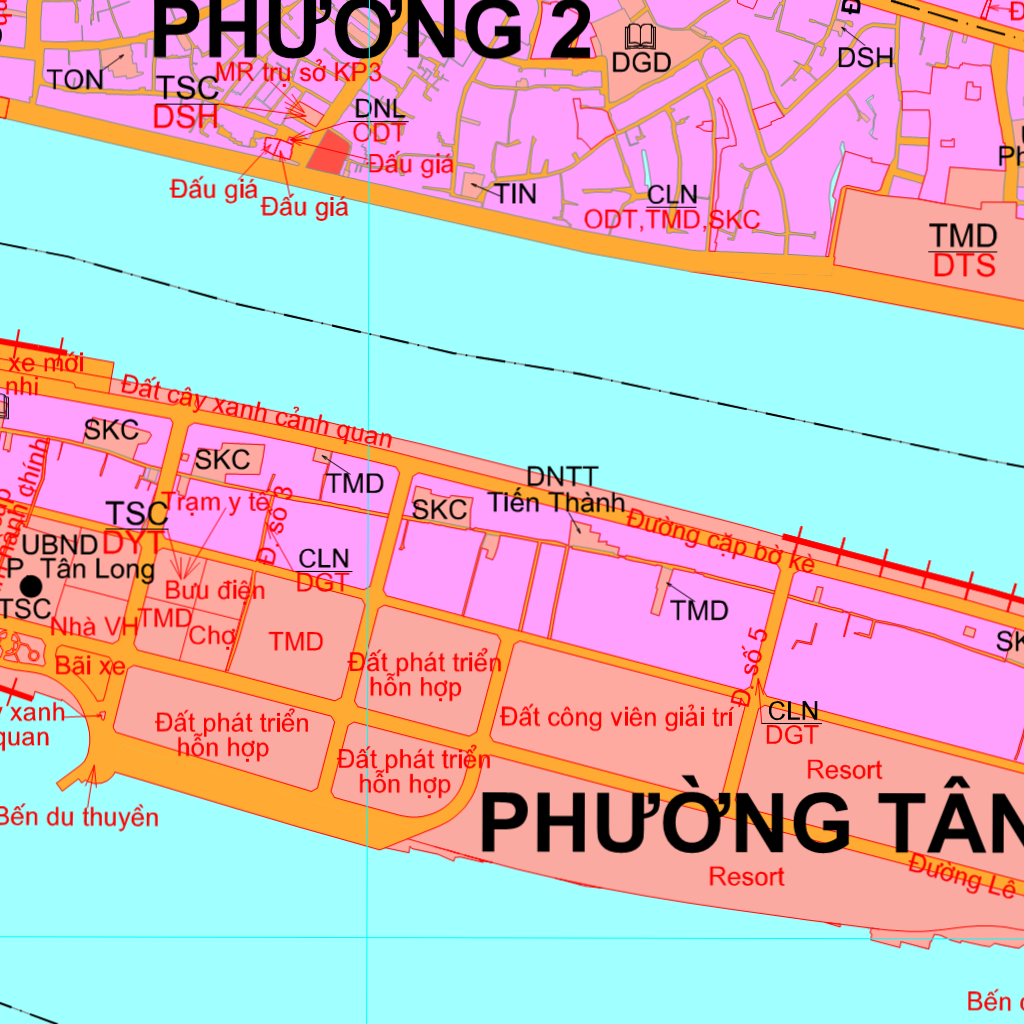 PHƯỜNG 2
DGD
DSH
TON
MR trụ sở KP3
TSC
DSH
DNL
ODT
Đấu giá
Đấu giá
Đấu giá
TIN
CLN
ODT,TMD,SKC
TMD
DTS
xe mới
nhi
Đất cây xanh cảnh quan
SKC
SKC
TMD
SKC
DNTT
Tiến Thành
Đường cặp bờ kè
Trạm y tế
Đ. số 3
TSC
DYT
UBND
P. Tân Long
TSC
CLN
DGT
Bưu điện
TMD
Nhà VH
Chợ
TMD
TMD
Bãi xe
Đất phát triển
hỗn hợp
Đất công viên giải trí
Đ. số 5
CLN
DGT
xanh
quan
Đất phát triển
hỗn hợp
Đất phát triển
hỗn hợp
Resort
Bến du thuyền
PHƯỜNG TÂN
Resort
Đường Lê
Bến